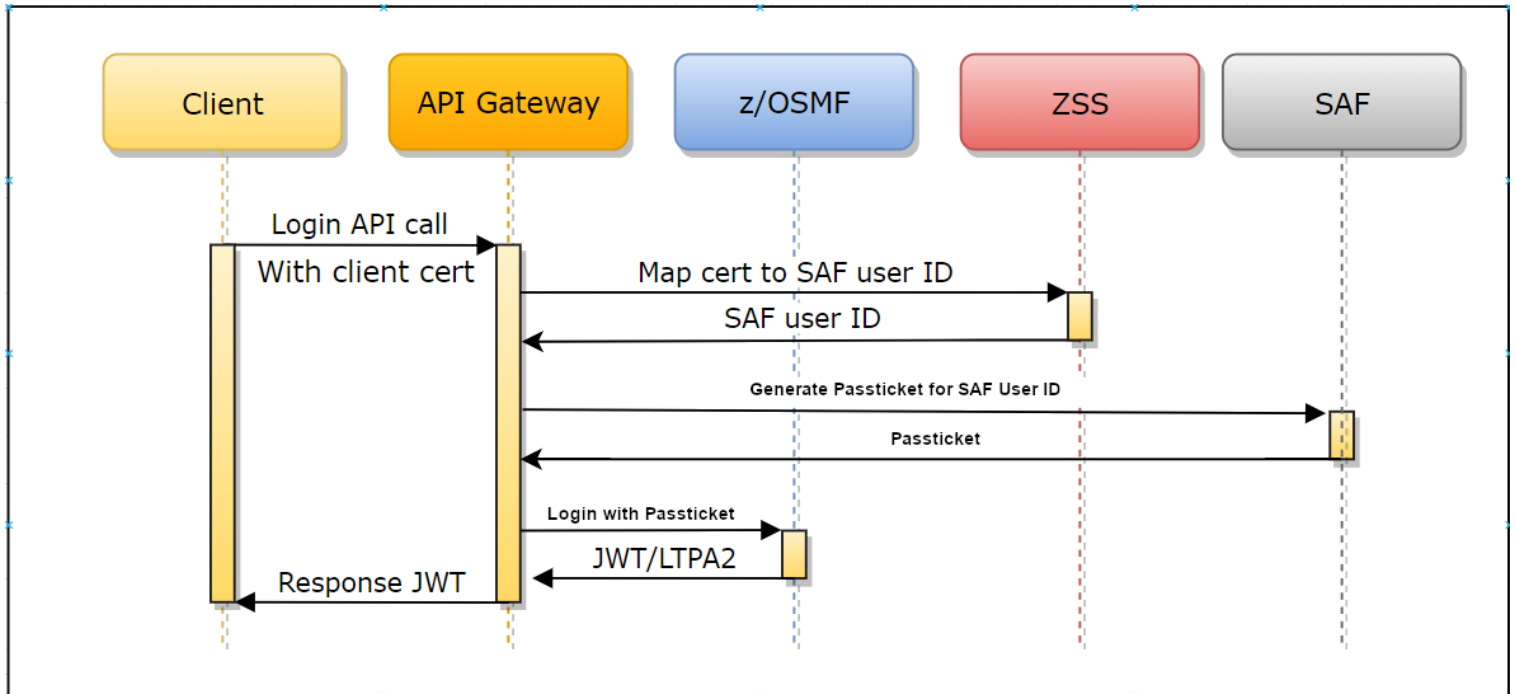 Client
API Gateway
z/OSMF
ZSS
SAF
Login API call
With client cert
Map cert to SAF user ID
SAF user ID
Generate Passticket for SAF User ID
Passticket
Login with Passticket
JWT/LTPA2
Response JWT